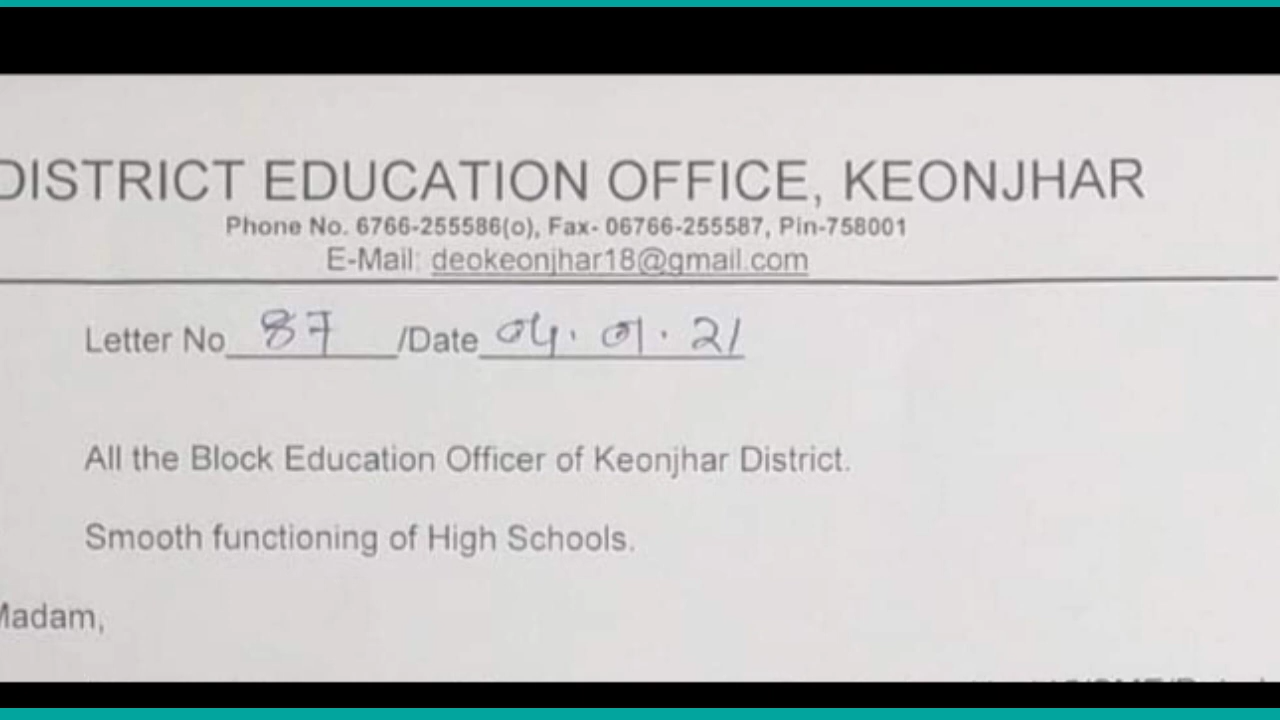 DISTRICT EDUCATION OFFICE, KEONJHAR
Phone No. 6766-255586(o), Fax- 06766-255587, Pin-758001
E-Mail: deokeonjhar18@gmail.com
Letter No 87 /Date 04.01.21
All the Block Education Officer of Keonjhar District.
Smooth functioning of High Schools.
Madam,